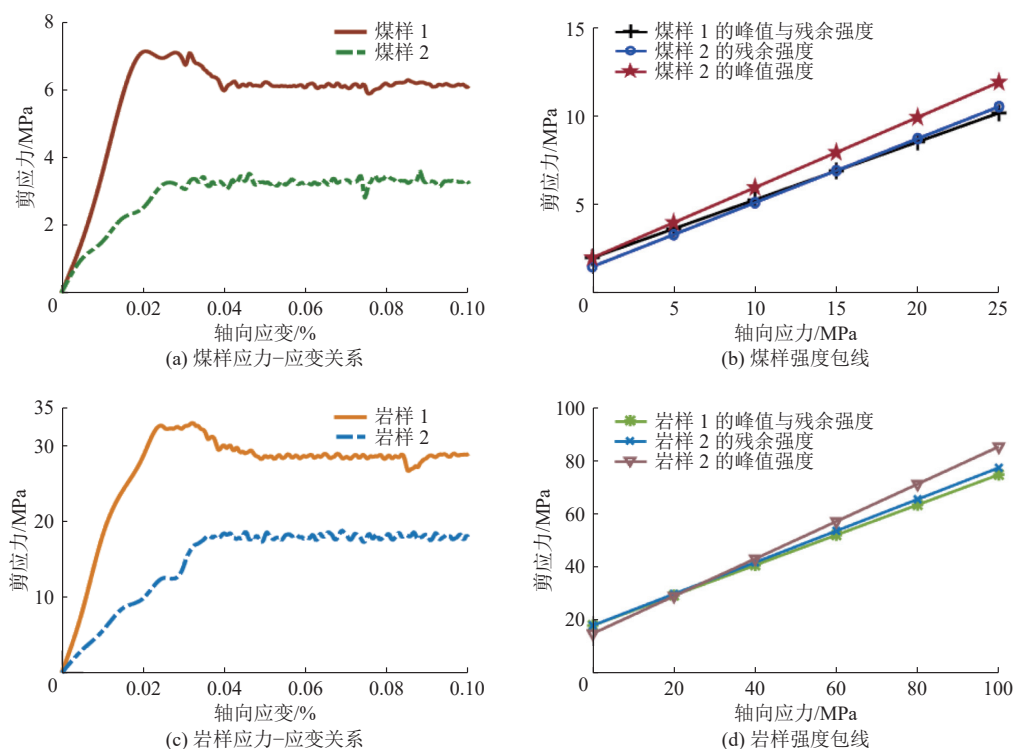 8
6
4
2
0
剪应力/MPa
煤样 1
煤样 2
0.02
0.04
0.06
0.08
0.10
轴向应变/%
(a) 煤样应力−应变关系
15
10
5
剪应力/MPa
煤样 1 的峰值与残余强度
煤样 2 的残余强度
煤样 2 的峰值强度
0
5
10
15
20
25
轴向应力/MPa
(b) 煤样强度包线
35
30
20
10
0
剪应力/MPa
岩样 1
岩样 2
0.02
0.04
0.06
0.08
0.10
轴向应变/%
(c) 岩样应力−应变关系
100
80
60
40
20
剪应力/MPa
岩样 1 的峰值与残余强度
岩样 2 的残余强度
岩样 2 的峰值强度
0
20
40
60
80
100
轴向应力/MPa
(d) 岩样强度包线